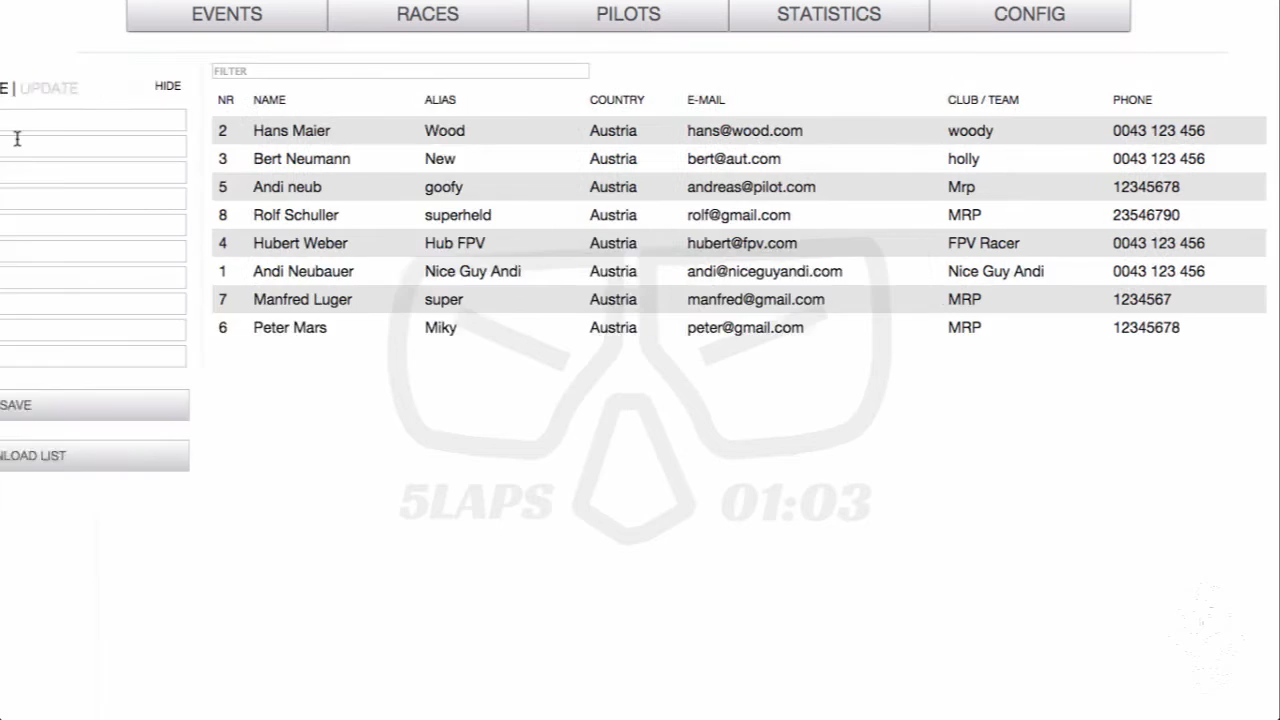 EVENTS RACES PILOTS STATISTICS CONFIG
E | UPDATE HIDE
FILTER
NR NAME ALIAS COUNTRY E-MAIL CLUB / TEAM PHONE
2 Hans Maier Wood Austria hans@wood.com woody 0043 123 456
3 Bert Neumann New Austria bert@aut.com holly 0043 123 456
5 Andi neub goofy Austria andreas@pilot.com Mrp 12345678
8 Rolf Schuller superheld Austria rolf@gmail.com MRP 23546790
4 Hubert Weber Hub FPV Austria hubert@fpv.com FPV Racer 0043 123 456
1 Andi Neubauer Nice Guy Andi Austria andi@niceguyandi.com Nice Guy Andi 0043 123 456
7 Manfred Luger super Austria manfred@gmail.com MRP 1234567
6 Peter Mars Miky Austria peter@gmail.com MRP 12345678
SAVE
NLOAD LIST
5LAPS 01:03